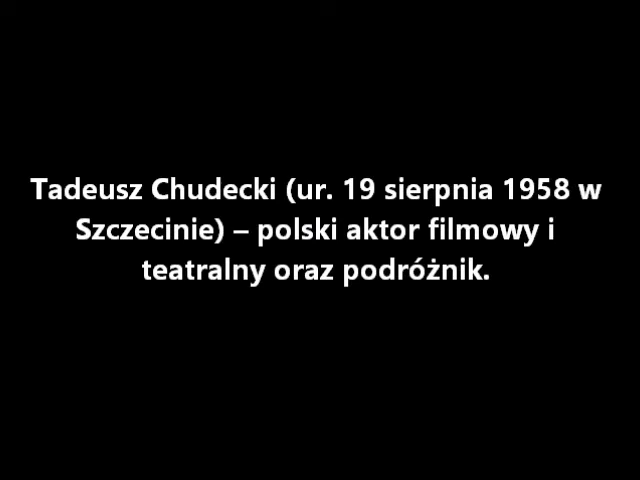 Tadeusz Chudecki (ur. 19 sierpnia 1958 w
Szczecinie) – polski aktor filmowy i
teatralny oraz podróżnik.